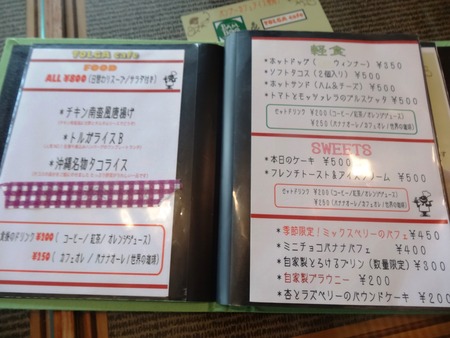 TOLGA cafe
FOOD
ALL ¥800 (日替わりスープ/サラダ付き)
*チキン南蛮風唐揚げ
*トルガライスB
*沖縄名物タコライス
食後のドリンク ¥200 ( コーヒー/ 紅茶/ オレンジジュース)
¥250 ( カフェオレ / バナナオーレ/世界の珈琲)
TOLGA cafe
軽食
*ホットドッグ( ウィンナー) ¥350
*ソフトタコス(2個入り) ¥500
*ホットサンド(ハム&チーズ) ¥500
*トマトとモッツァレラのブルスケッタ ¥500
セットドリンク ¥200 (コーヒー/紅茶/オレンジジュース)
¥250 (バナナオーレ/カフェオレ/世界の珈琲)
SWEETS
*本日のケーキ ¥500
*フレンチトースト&アイスクリーム ¥500
セットドリンク ¥200 (コーヒー/紅茶/オレンジジュース)
¥250 (バナナオーレ/カフェオレ/世界の珈琲)
*季節限定!ミックスベリーのパフェ ¥450
*ミニチョコバナナパフェ ¥400
*自家製とろけるプリン(数量限定) ¥300
*自家製ブラウニー ¥200
*杏とラズベリーのパウンドケーキ ¥200